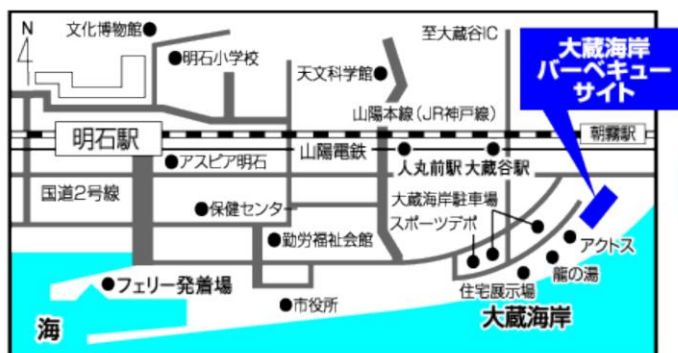 N
文化博物館
明石小学校
天文科学館
至大蔵谷IC
大蔵海岸
バーベキュー
サイト
山陽本線(JR神戸線)
明石駅
朝霧駅
アスピア明石
山陽電鉄
人丸前駅
大蔵谷駅
国道2号線
保健センター
大蔵海岸駐車場
スポーツデポ
勤労福祉会館
アクトス
龍の湯
フェリー発着場
住宅展示場
市役所
海
大蔵海岸